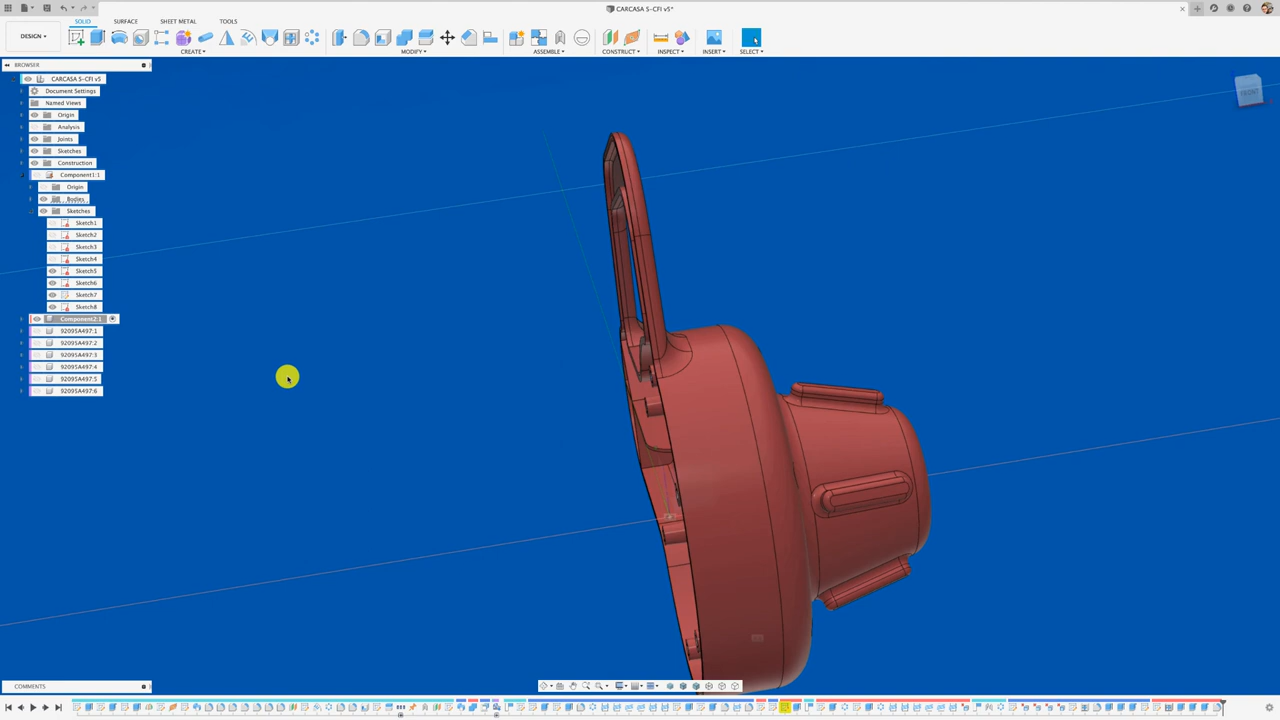 CARCASA S-CFI v5*
DESIGN▾
SOLID SURFACE SHEET METAL TOOLS
CREATE▾ MODIFY▾ ASSEMBLE▾ CONSTRUCT▾ INSPECT▾ INSERT▾ SELECT▾
BROWSER
CARCASA S-CFI v5
Document Settings
Named Views
Origin
Analysis
Joints
Sketches
Construction
Component1:1
Origin
Bodies
Sketches
Sketch1
Sketch2
Sketch3
Sketch4
Sketch5
Sketch6
Sketch7
Sketch8
Component2:1
92095A497:1
92095A497:2
92095A497:3
92095A497:4
92095A497:5
92095A497:6
FRONT
COMMENTS